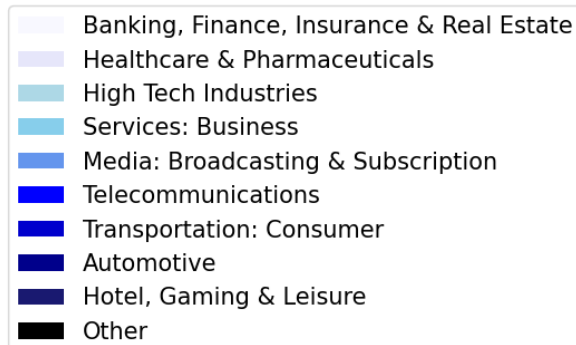 Banking, Finance, Insurance & Real Estate
Healthcare & Pharmaceuticals
High Tech Industries
Services: Business
Media: Broadcasting & Subscription
Telecommunications
Transportation: Consumer
Automotive
Hotel, Gaming & Leisure
Other